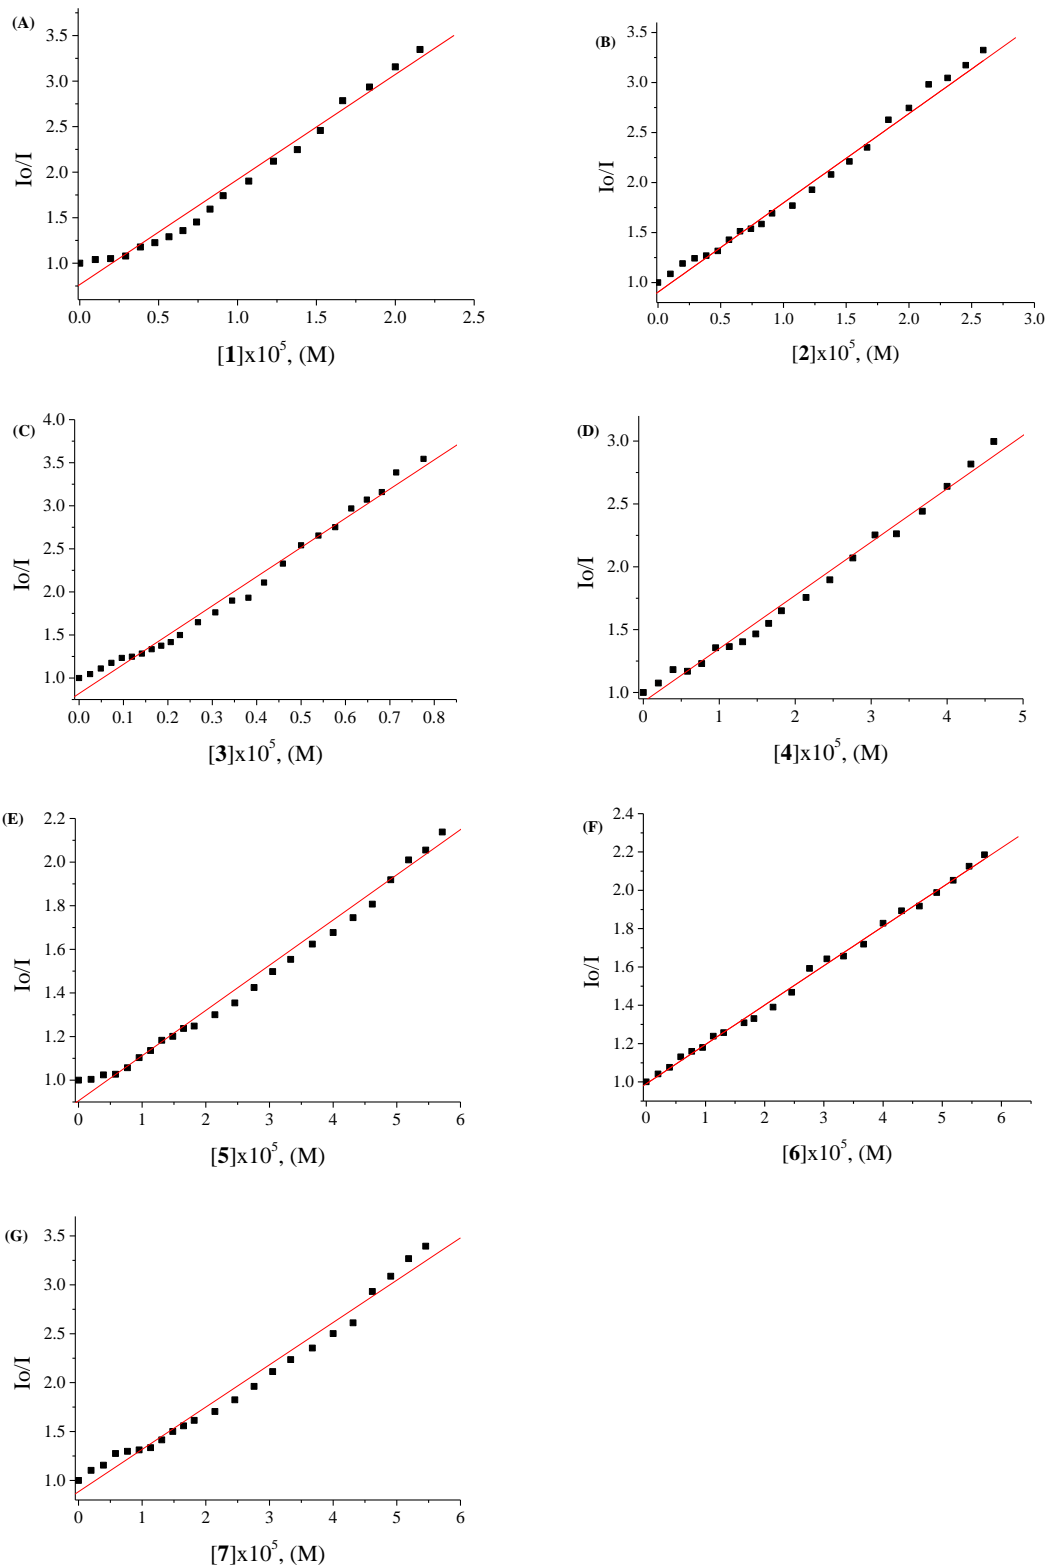 (A)
3.5
3.0
2.5
2.0
1.5
1.0
Io/I
0.0 0.5 1.0 1.5 2.0 2.5
[1]x10^5, (M)
(B)
3.5
3.0
2.5
2.0
1.5
1.0
Io/I
0.0 0.5 1.0 1.5 2.0 2.5 3.0
[2]x10^5, (M)
(C)
4.0
3.5
3.0
2.5
2.0
1.5
1.0
Io/I
0.0 0.1 0.2 0.3 0.4 0.5 0.6 0.7 0.8
[3]x10^5, (M)
(D)
3.0
2.5
2.0
1.5
1.0
Io/I
0 1 2 3 4 5
[4]x10^5, (M)
(E)
2.2
2.0
1.8
1.6
1.4
1.2
1.0
Io/I
0 1 2 3 4 5 6
[5]x10^5, (M)
(F)
2.4
2.2
2.0
1.8
1.6
1.4
1.2
1.0
Io/I
0 1 2 3 4 5 6
[6]x10^5, (M)
(G)
3.5
3.0
2.5
2.0
1.5
1.0
Io/I
0 1 2 3 4 5 6
[7]x10^5, (M)